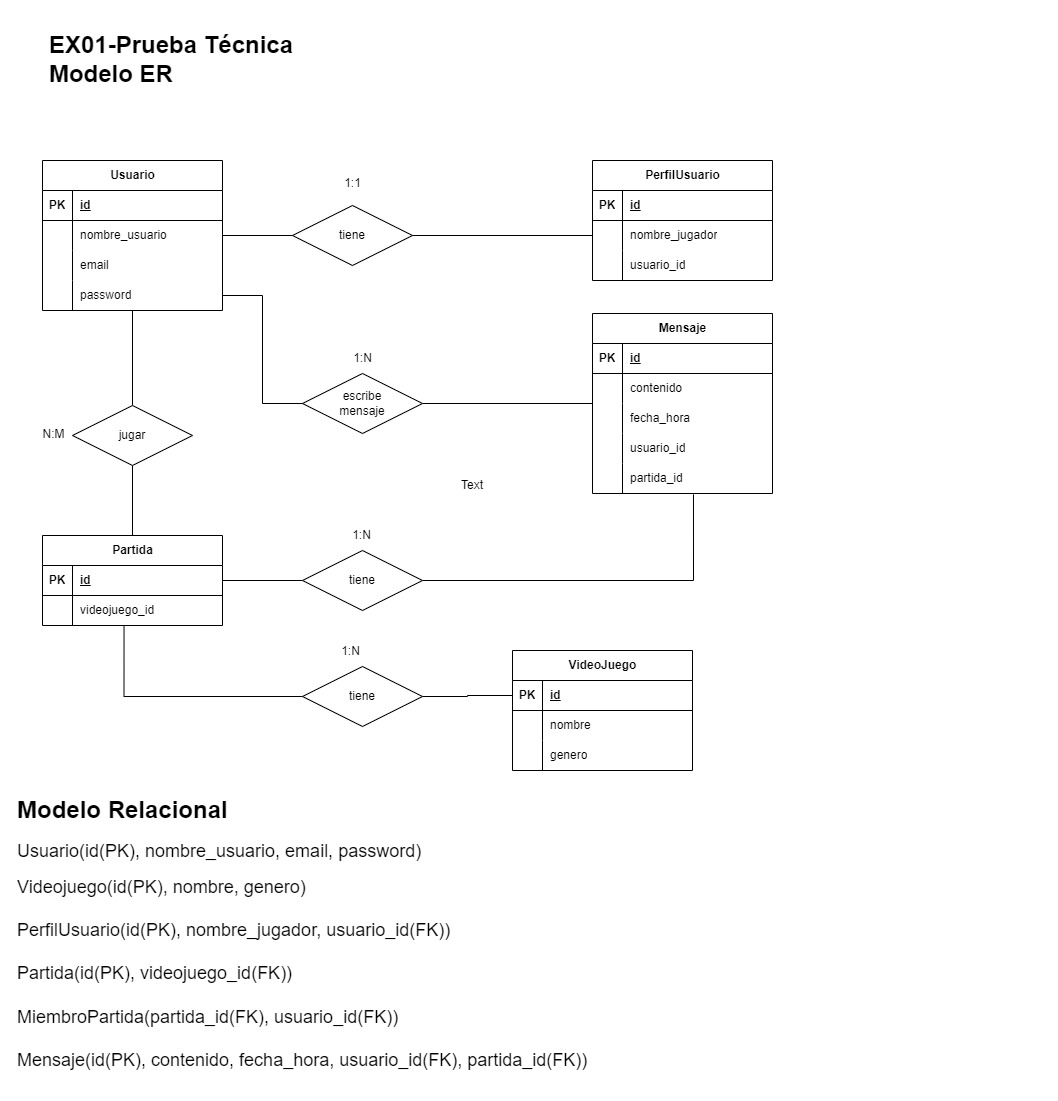 EX01-Prueba Técnica
Modelo ER
Usuario
PK id
nombre_usuario
email
password
1:1
tiene
PerfilUsuario
PK id
nombre_jugador
usuario_id
1:N
escribe
mensaje
Mensaje
PK id
contenido
fecha_hora
usuario_id
partida_id
N:M
jugar
Text
Partida
PK id
videojuego_id
1:N
tiene
1:N
tiene
VideoJuego
PK id
nombre
genero
Modelo Relacional
Usuario(id(PK), nombre_usuario, email, password)
Videojuego(id(PK), nombre, genero)
PerfilUsuario(id(PK), nombre_jugador, usuario_id(FK))
Partida(id(PK), videojuego_id(FK))
MiembroPartida(partida_id(FK), usuario_id(FK))
Mensaje(id(PK), contenido, fecha_hora, usuario_id(FK), partida_id(FK))